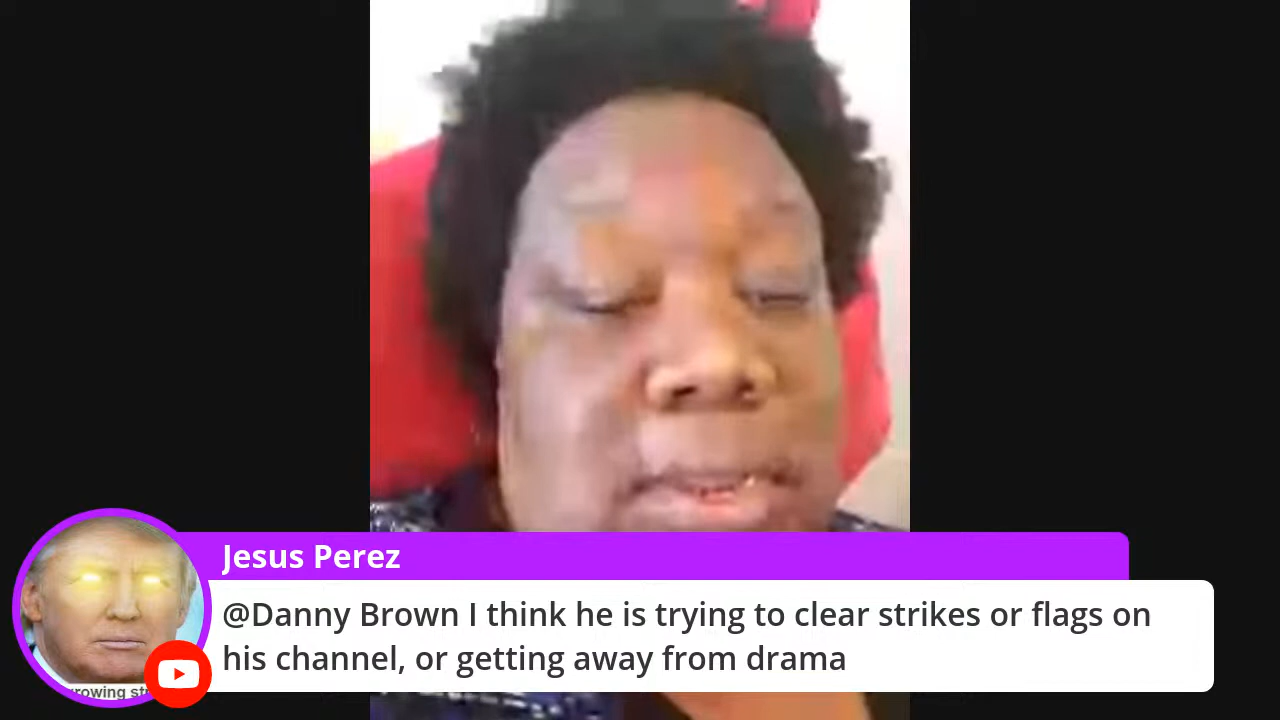 Jesus Perez
@Danny Brown I think he is trying to clear strikes or flags on
his channel, or getting away from drama